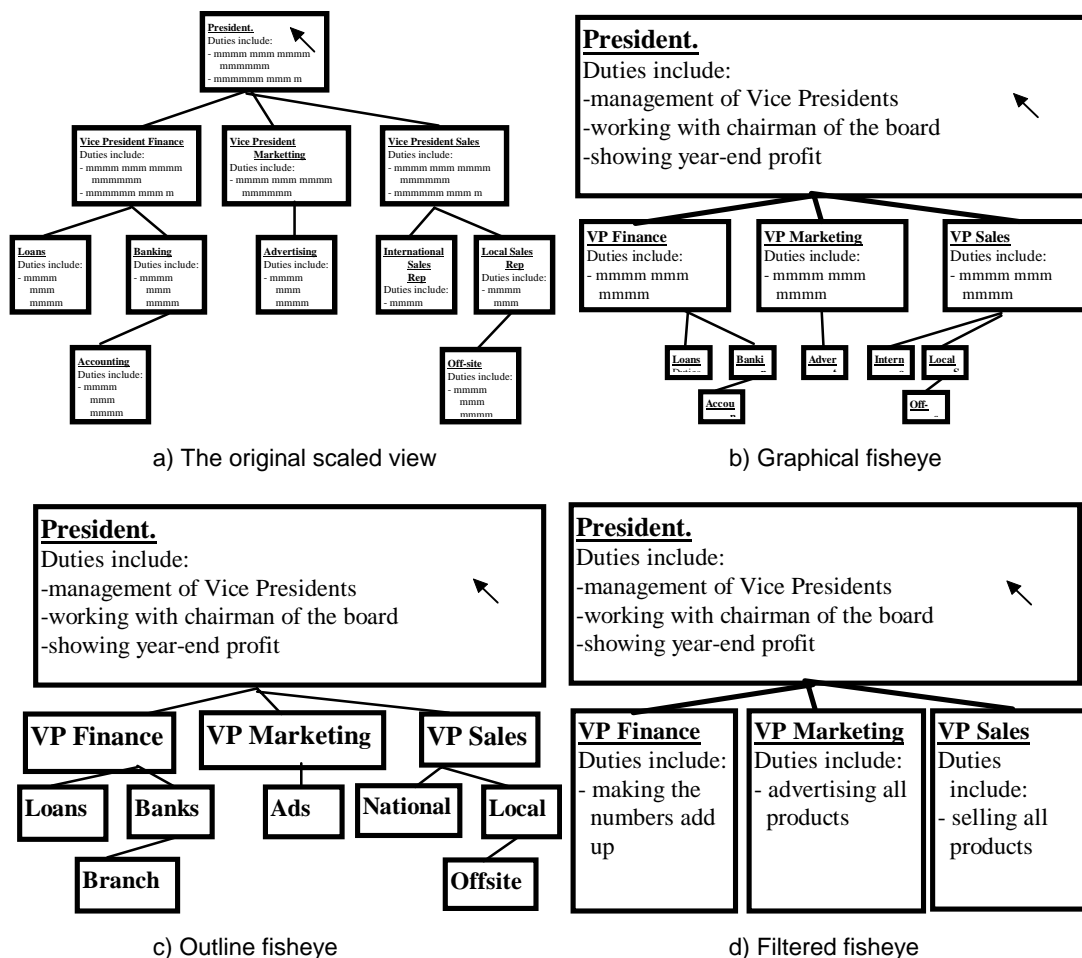 President.
Duties include:
- mmmm mmm mmmm
mmmmmm
- mmmmmm mmm m
Vice President Finance
Duties include:
- mmmm mmm mmmm
mmmmmm
- mmmmmm mmm m
Vice President
Marketting
Duties include:
- mmmm mmm mmmm
mmmmmm
Vice President Sales
Duties include:
- mmmm mmm mmmm
mmmmmm
- mmmmmm mmm m
Loans
Duties include:
- mmmm
mmm
mmmm
Banking
Duties include:
- mmmm
mmm
mmmm
Advertising
Duties include:
- mmmm
mmm
mmmm
International
Sales
Rep
Duties include:
- mmmm
Local Sales
Rep
Duties include:
- mmmm
mmm
Accounting
Duties include:
- mmmm
mmm
mmmm
Off-site
Duties include:
- mmmm
mmm
mmmm
a) The original scaled view
President.
Duties include:
-management of Vice Presidents
-working with chairman of the board
-showing year-end profit
VP Finance
Duties include:
- mmmm mmm
mmmm
VP Marketing
Duties include:
- mmmm mmm
mmmm
VP Sales
Duties include:
- mmmm mmm
mmmm
Loans
Banki
Adver
Intern
Local
Accou
Off-
b) Graphical fisheye
President.
Duties include:
-management of Vice Presidents
-working with chairman of the board
-showing year-end profit
VP Finance
VP Marketing
VP Sales
Loans
Banks
Ads
National
Local
Branch
Offsite
c) Outline fisheye
President.
Duties include:
-management of Vice Presidents
-working with chairman of the board
-showing year-end profit
VP Finance
Duties include:
- making the
numbers add
up
VP Marketing
Duties include:
- advertising all
products
VP Sales
Duties
include:
- selling all
products
d) Filtered fisheye